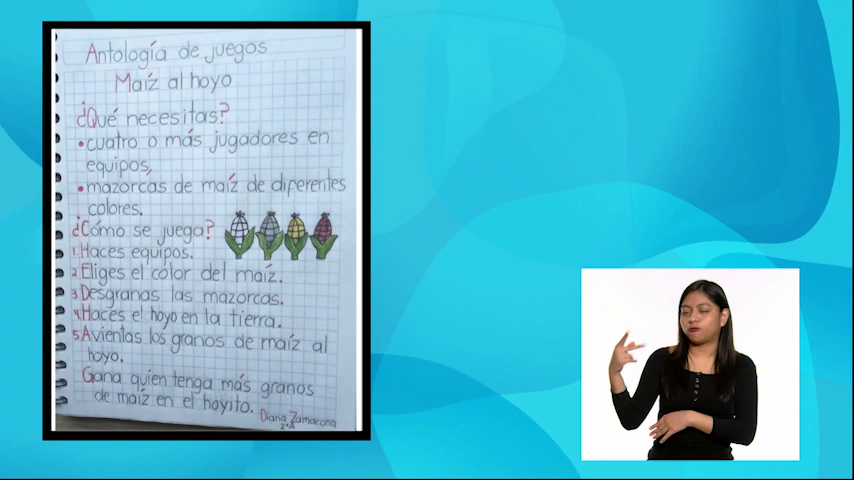 Antología de juegos
Maíz al hoyo
¿Qué necesitas?
• cuatro o más jugadores en
equipos,
• mazorcas de maíz de diferentes
colores.
¿Cómo se juega?
1 Haces equipos.
2 Eliges el color del maíz.
3 Desgranas las mazorcas.
4 Haces el hoyo en la tierra.
5 Avientas los granos de maíz al
hoyo.
Gana quien tenga más granos
de maíz en el hoyito.
Diana Zamacona
2°A